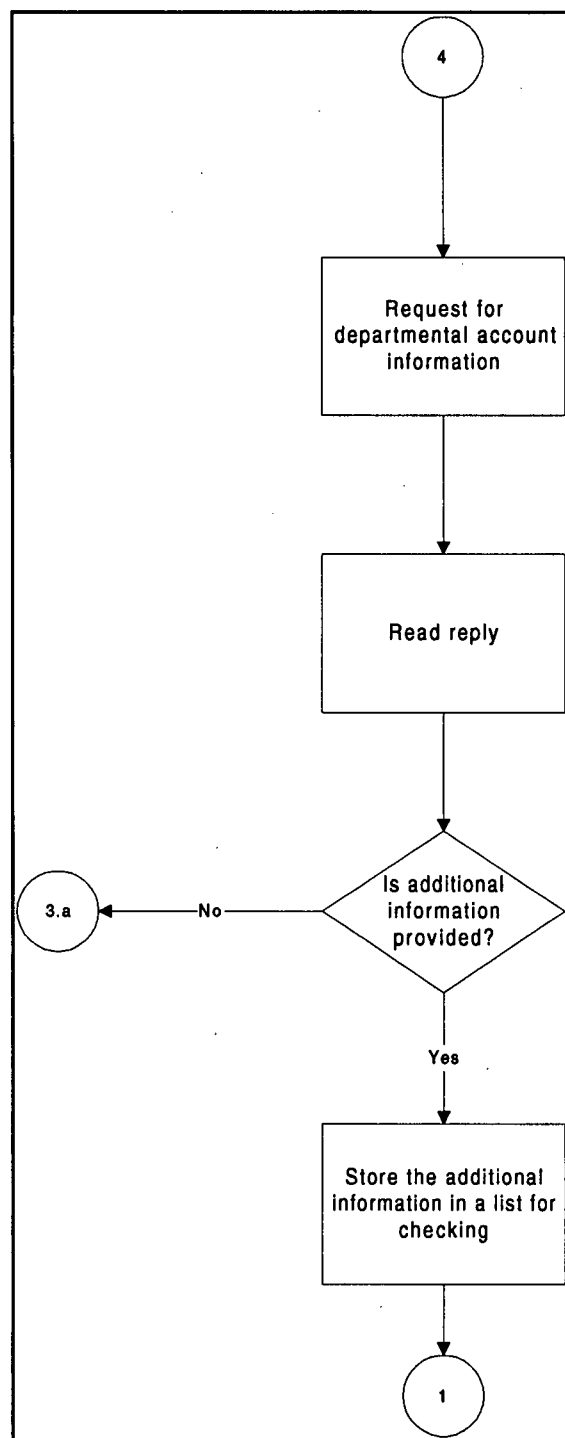 4
Request for
departmental account
information
Read reply
Is additional
information
provided?
No
3.a
Yes
Store the additional
information in a list for
checking
1